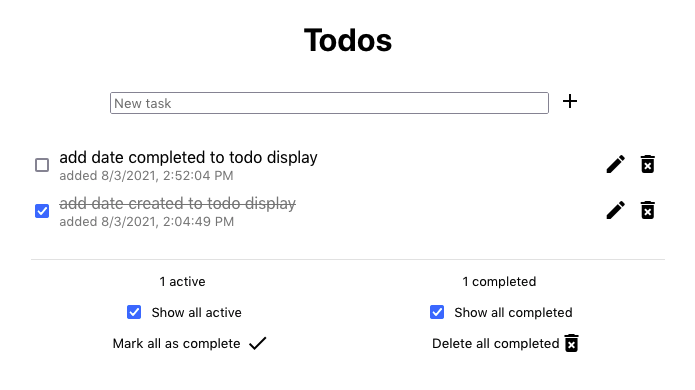 Todos
New task
add date completed to todo display
added 8/3/2021, 2:52:04 PM
add date created to todo display
added 8/3/2021, 2:04:49 PM
1 active
1 completed
Show all active
Show all completed
Mark all as complete
Delete all completed